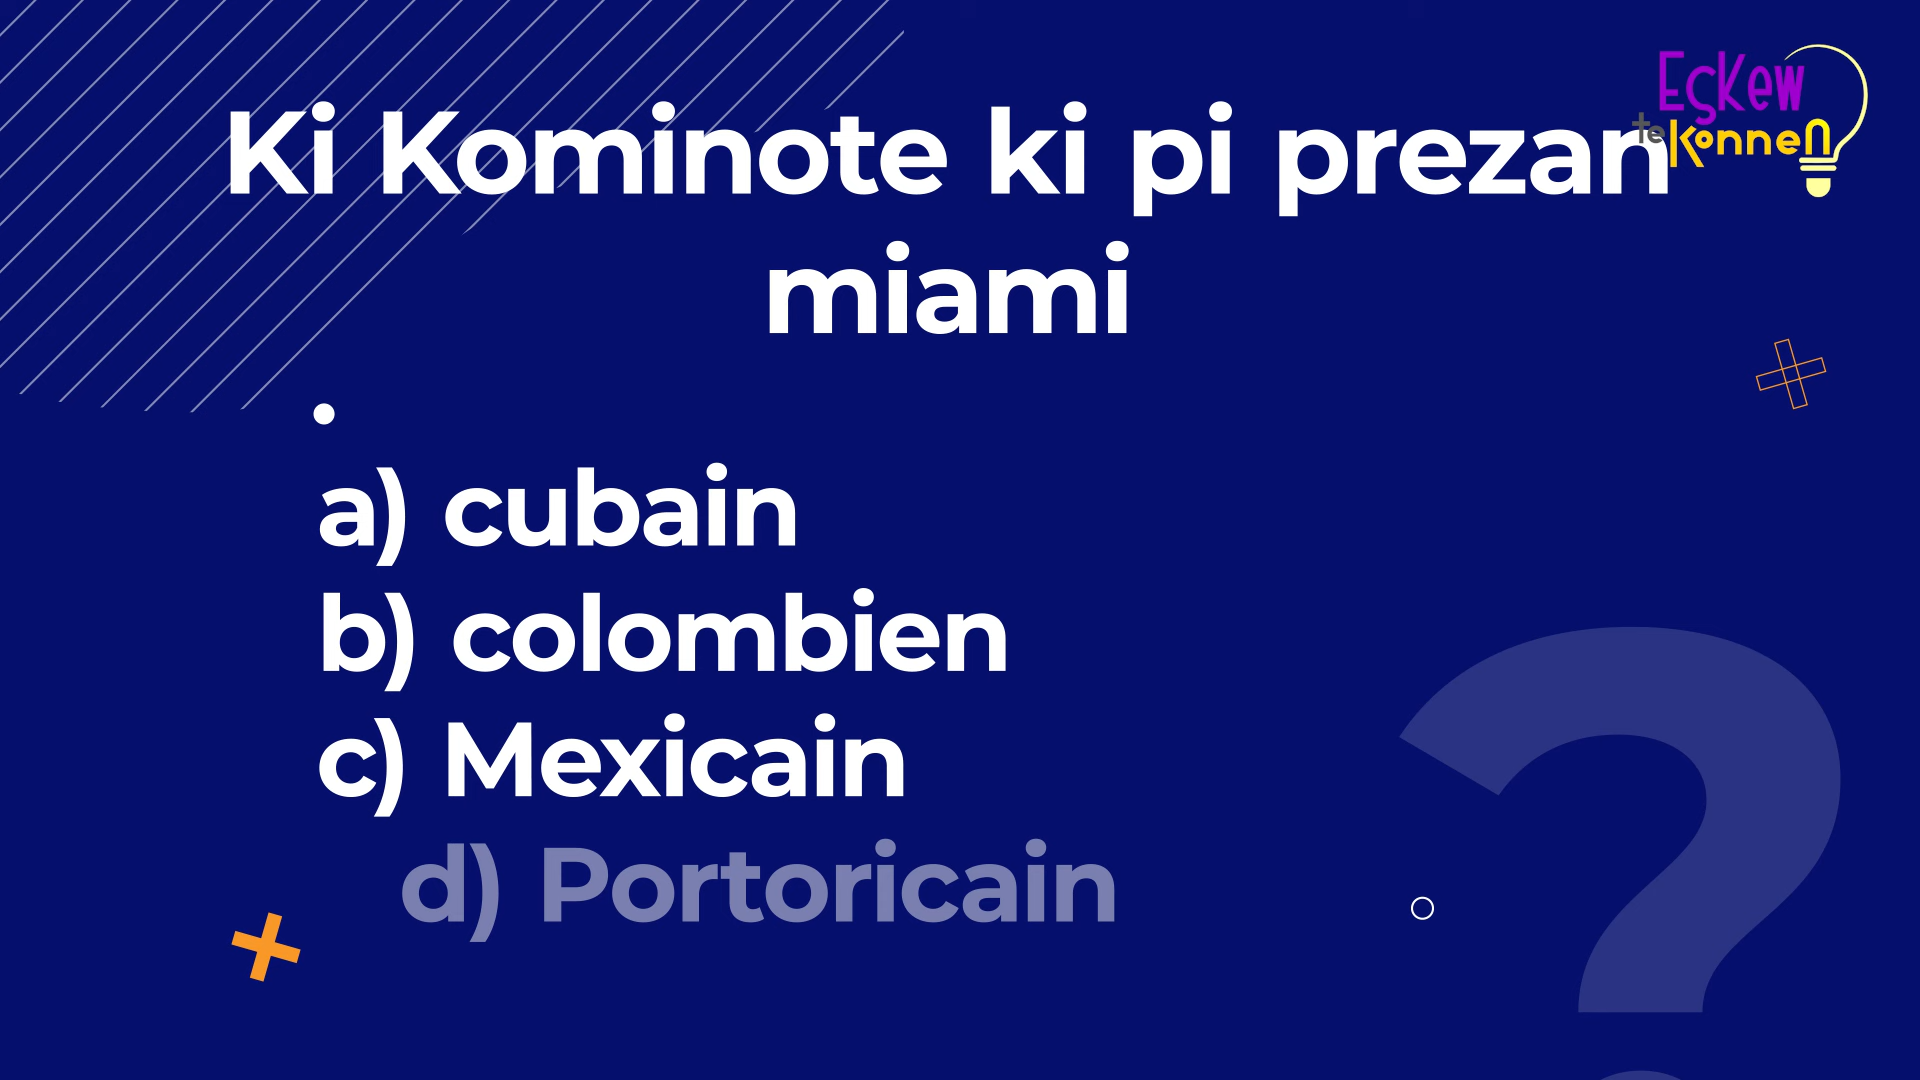 Eskew
te Konnen
Ki Kominote ki pi prezan
miami
•
a) cubain
b) colombien
c) Mexicain
d) Portoricain
?